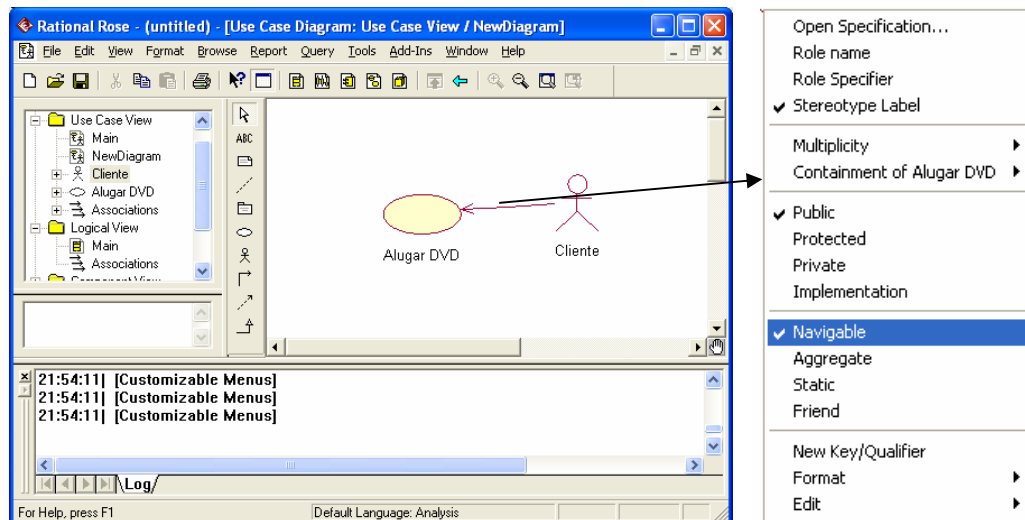 Rational Rose - (untitled) - [Use Case Diagram: Use Case View / NewDiagram]
File Edit View Format Browse Report Query Tools Add-Ins Window Help
Use Case View
Main
NewDiagram
Cliente
Alugar DVD
Associations
Logical View
Main
Associations
Component View
ABC
Alugar DVD
Cliente
21:54:11| [Customizable Menus]
21:54:11| [Customizable Menus]
21:54:11| [Customizable Menus]
Log
For Help, press F1
Default Language: Analysis
Open Specification...
Role name
Role Specifier
Stereotype Label
Multiplicity
Containment of Alugar DVD
Public
Protected
Private
Implementation
Navigable
Aggregate
Static
Friend
New Key/Qualifier
Format
Edit